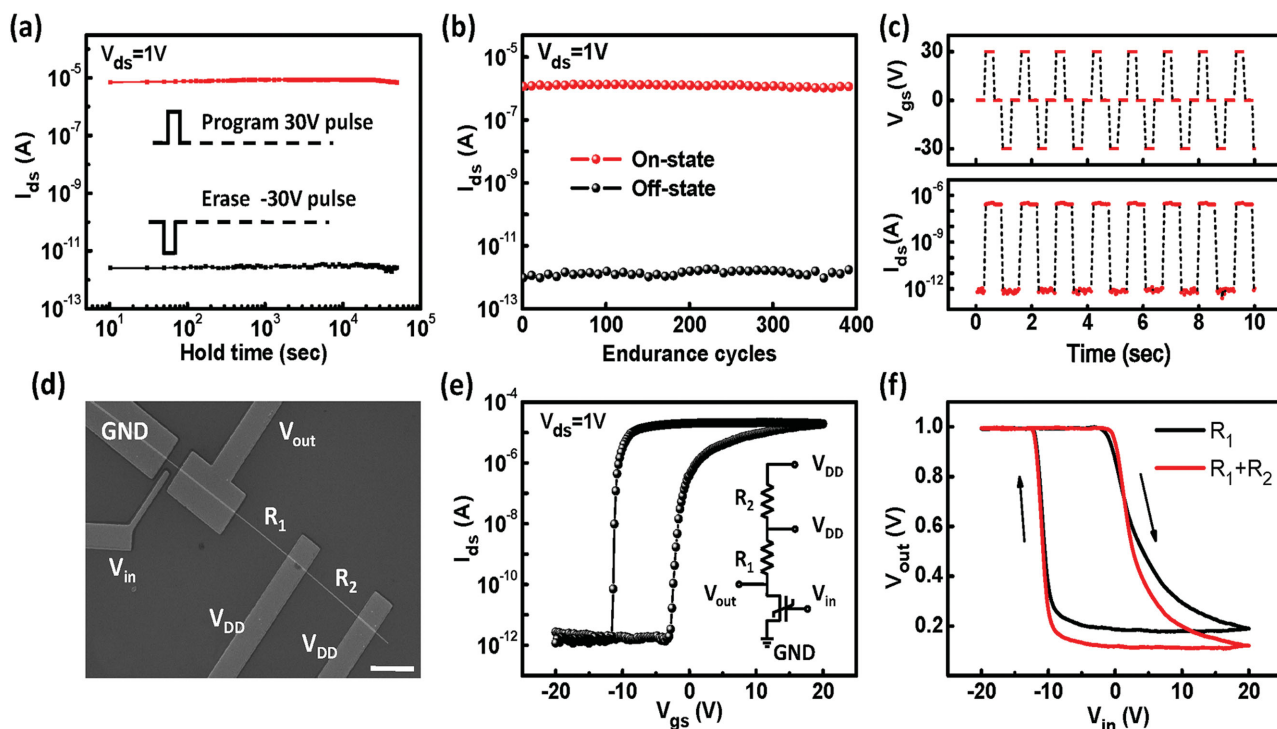 (a)
V_ds=1V
10^-5
10^-7
10^-9
10^-11
10^-13
I_ds (A)
Program 30V pulse
Erase -30V pulse
10^1 10^2 10^3 10^4 10^5
Hold time (sec)
(b)
V_ds=1V
10^-5
10^-7
10^-9
10^-11
10^-13
I_ds (A)
On-state
Off-state
0 100 200 300 400
Endurance cycles
(c)
30
0
-30
V_gs(V)
10^-6
10^-9
10^-12
I_ds(A)
0 2 4 6 8 10
Time (sec)
(d)
GND
V_out
R_1
V_in
R_2
V_DD
V_DD
(e)
V_ds=1V
10^-4
10^-6
10^-8
10^-10
10^-12
I_ds (A)
V_DD
R_2
V_DD
R_1
V_out
V_in
GND
-20 -10 0 10 20
V_gs (V)
(f)
1.0
0.8
0.6
0.4
0.2
V_out (V)
R_1
R_1+R_2
-20 -10 0 10 20
V_in (V)